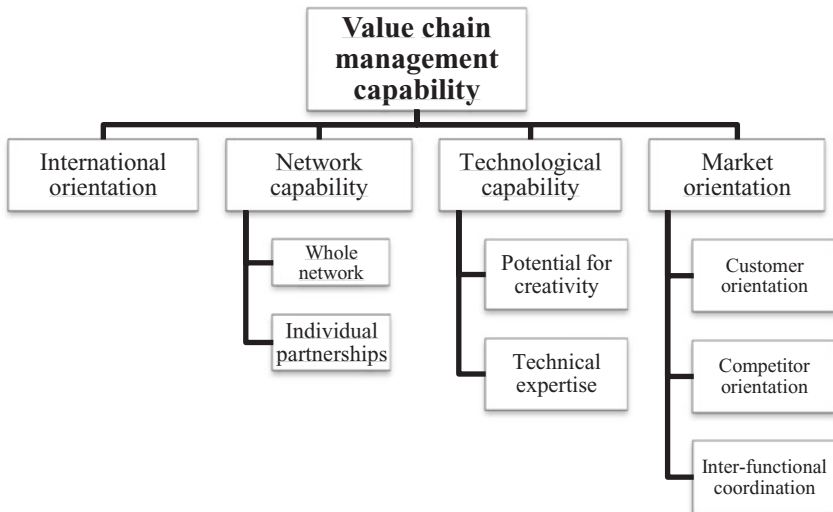 Value chain
management
capability
International
orientation
Network
capability
Technological
capability
Market
orientation
Whole
network
Individual
partnerships
Potential for
creativity
Technical
expertise
Customer
orientation
Competitor
orientation
Inter-functional
coordination